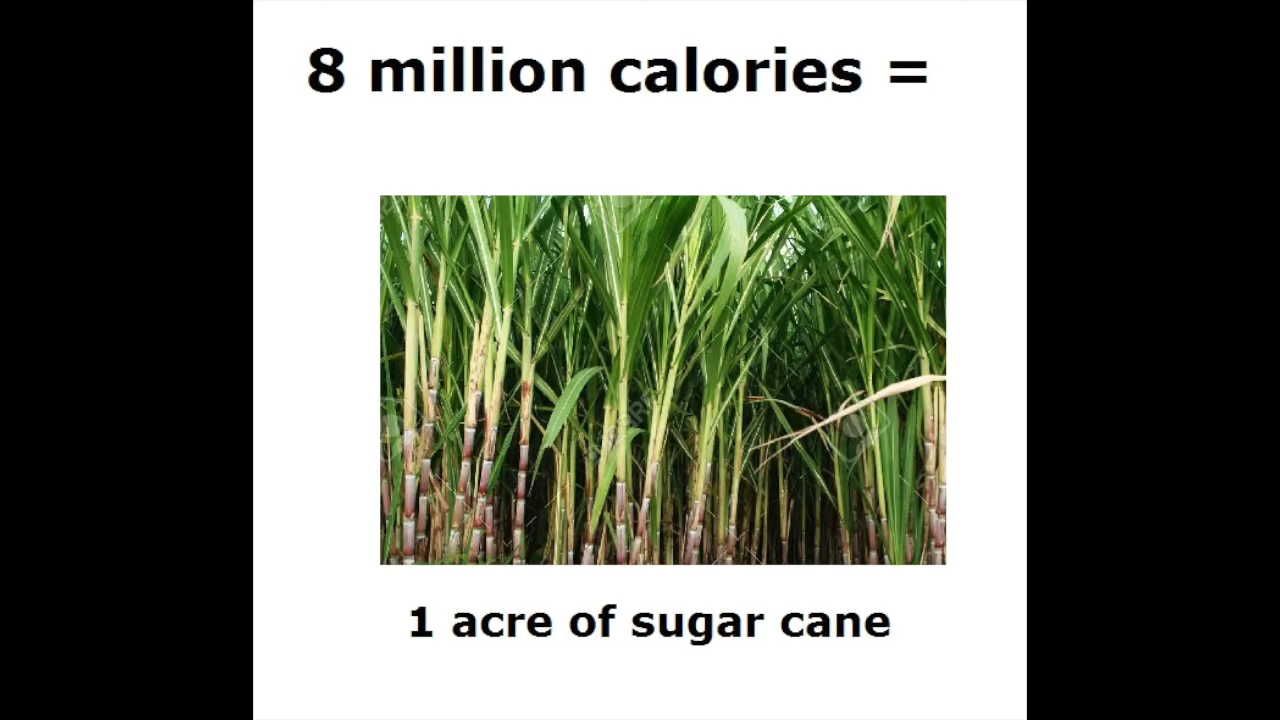 8 million calories =
1 acre of sugar cane